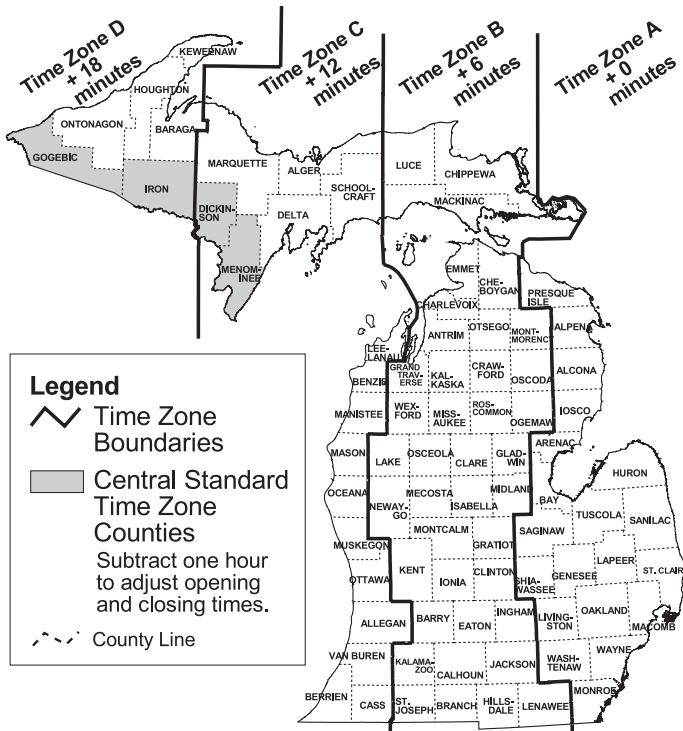 Time Zone D
+ 18
minutes
Time Zone C
+ 12
minutes
Time Zone B
+ 6
minutes
Time Zone A
+ 0
minutes
KEWEENAW
HOUGHTON
ONTONAGON
BARAGA
GOGEBIC
IRON
MARQUETTE
ALGER
SCHOOL-
CRAFT
LUCE
CHIPPEWA
MACKINAC
DICKIN-
SON
DELTA
MENOM-
INEE
EMMET
CHE-
BOYGAN
PRESQUE
ISLE
CHARLEVOIX
ANTRIM
OTSEGO
MONT-
MORENCY
ALPENA
LEE-
LANAU
GRAND
TRAV-
ERSE
KAL-
KASKA
CRAW-
FORD
OSCODA
ALCONA
BENZIE
MANISTEE
WEX-
FORD
MISS-
AUKEE
ROS-
COMMON
OGEMAW
IOSCO
ARENAC
MASON
LAKE
OSCEOLA
CLARE
GLAD-
WIN
HURON
OCEANA
NEWAY-
GO
MECOSTA
ISABELLA
MIDLAND
BAY
TUSCOLA
SANILAC
MONTCALM
GRATIOT
SAGINAW
MUSKEGON
KENT
IONIA
CLINTON
SHIA-
WASSEE
GENESEE
LAPEER
ST. CLAIR
OTTAWA
ALLEGAN
BARRY
EATON
INGHAM
LIVING-
STON
OAKLAND
MACOMB
VAN BUREN
KALAMA-
ZOO
CALHOUN
JACKSON
WASH-
TENAW
WAYNE
BERRIEN
CASS
ST.
JOSEPH
BRANCH
HILLS-
DALE
LENAWEE
MONROE
Legend
Time Zone
Boundaries
Central Standard
Time Zone
Counties
Subtract one hour
to adjust opening
and closing times.
County Line